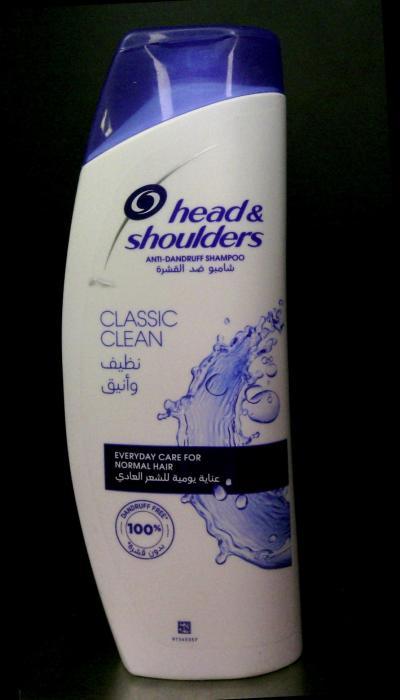 head &
shoulders
ANTI-DANDRUFF SHAMPOO
شامبو ضد القشرة
CLASSIC
CLEAN
نظيف
وأنيق
EVERYDAY CARE FOR
NORMAL HAIR
عناية يومية للشعر العادي
DANDRUFF FREE*
100%
بدون قشرة*